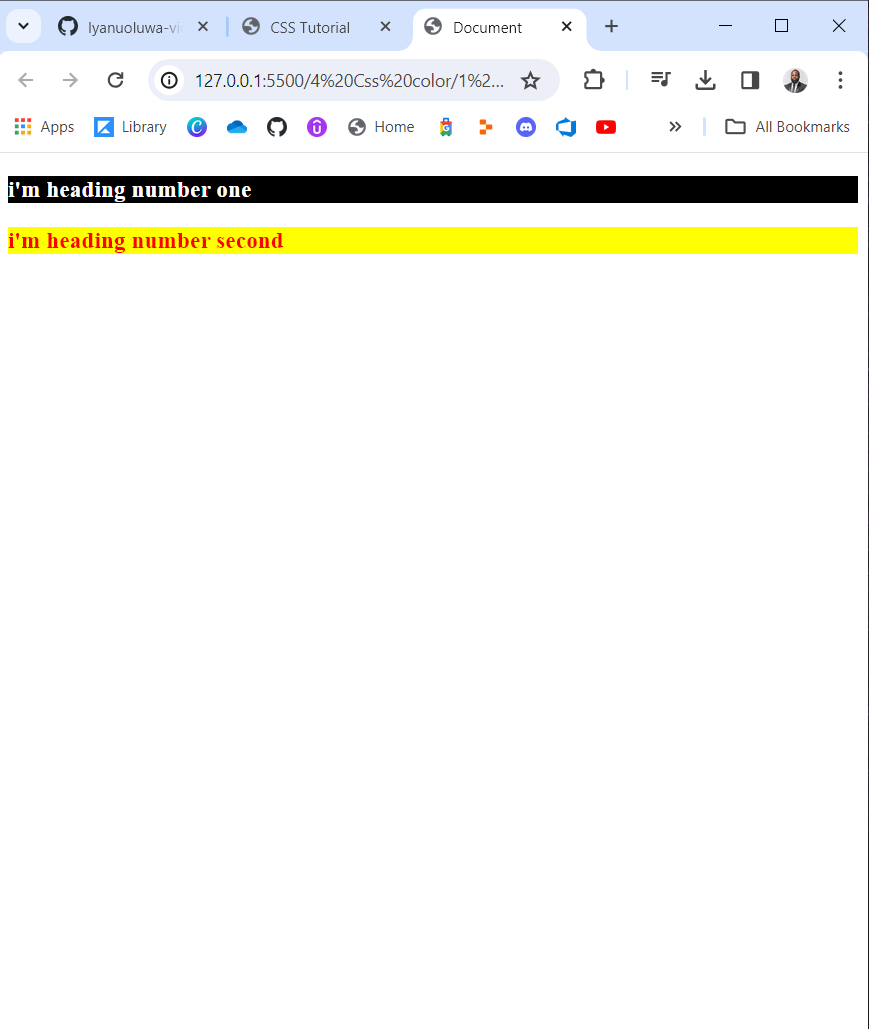 Iyanuoluwa-vi
CSS Tutorial
Document
127.0.0.1:5500/4%20Css%20color/1%2...
Apps
Library
Home
All Bookmarks
i'm heading number one
i'm heading number second